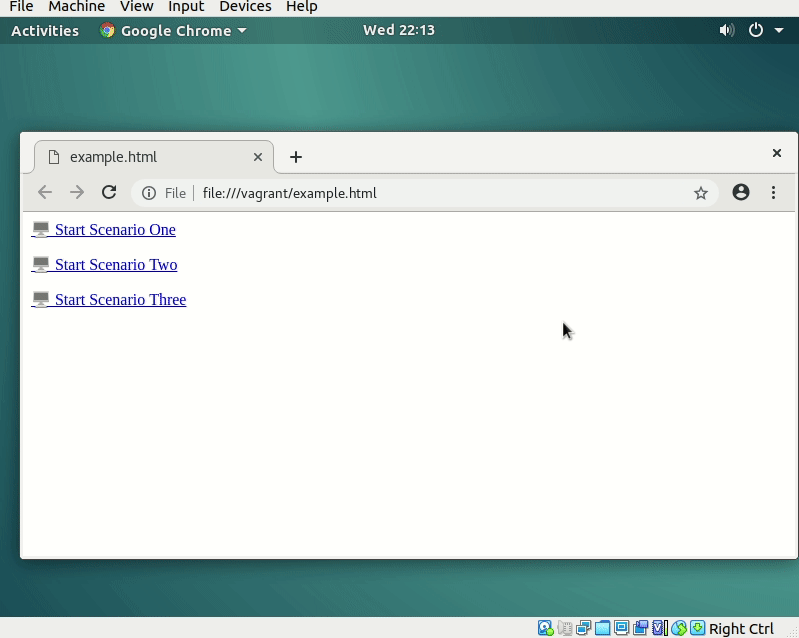 File Machine View Input Devices Help
Activities Google Chrome Wed 22:13
example.html
File file:///vagrant/example.html
Start Scenario One
Start Scenario Two
Start Scenario Three
Right Ctrl